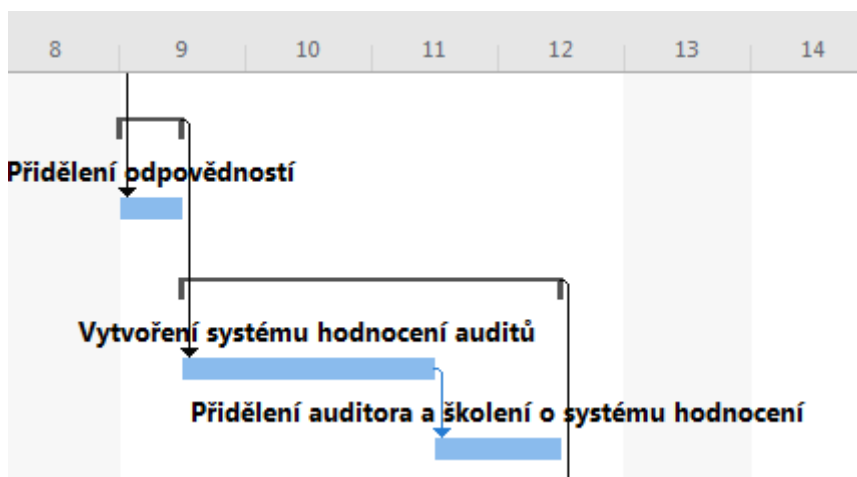 8 9 10 11 12 13 14
Přidělení odpovědností
Vytvoření systému hodnocení auditů
Přidělení auditora a školení o systému hodnocení